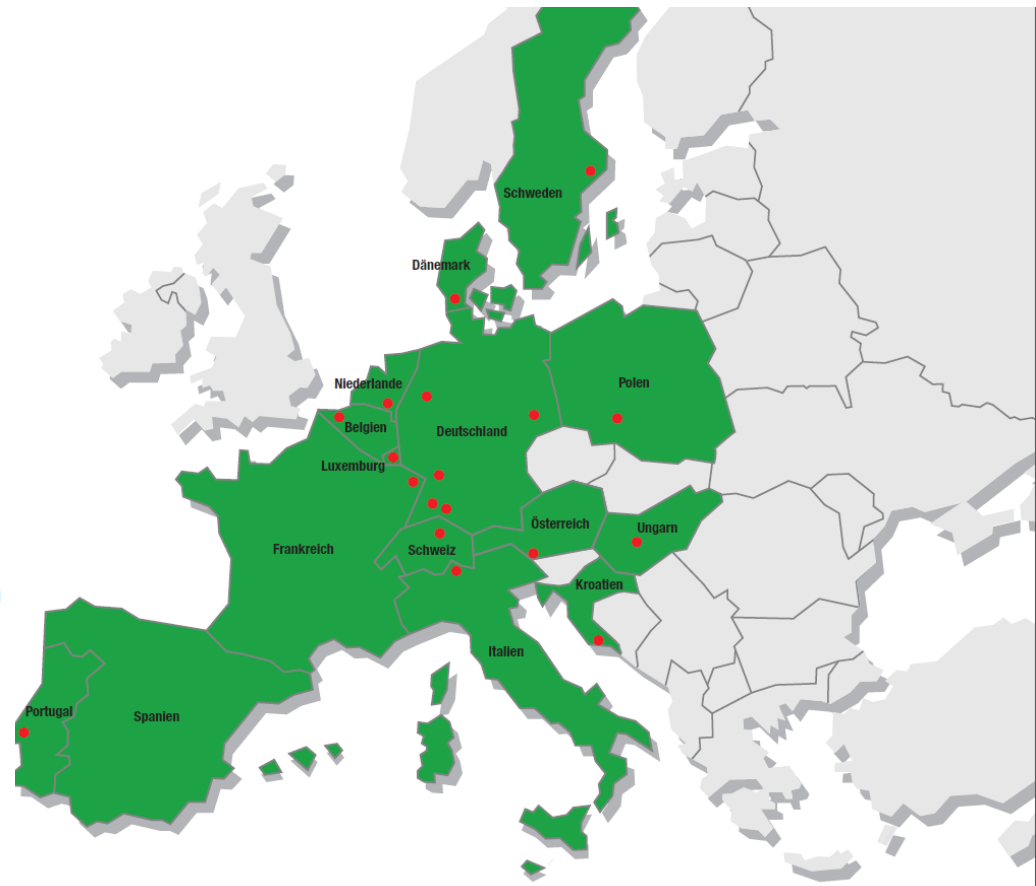 Schweden
Dänemark
Niederlande
Polen
Belgien
Deutschland
Luxemburg
Österreich
Ungarn
Frankreich
Schweiz
Kroatien
Italien
Portugal
Spanien